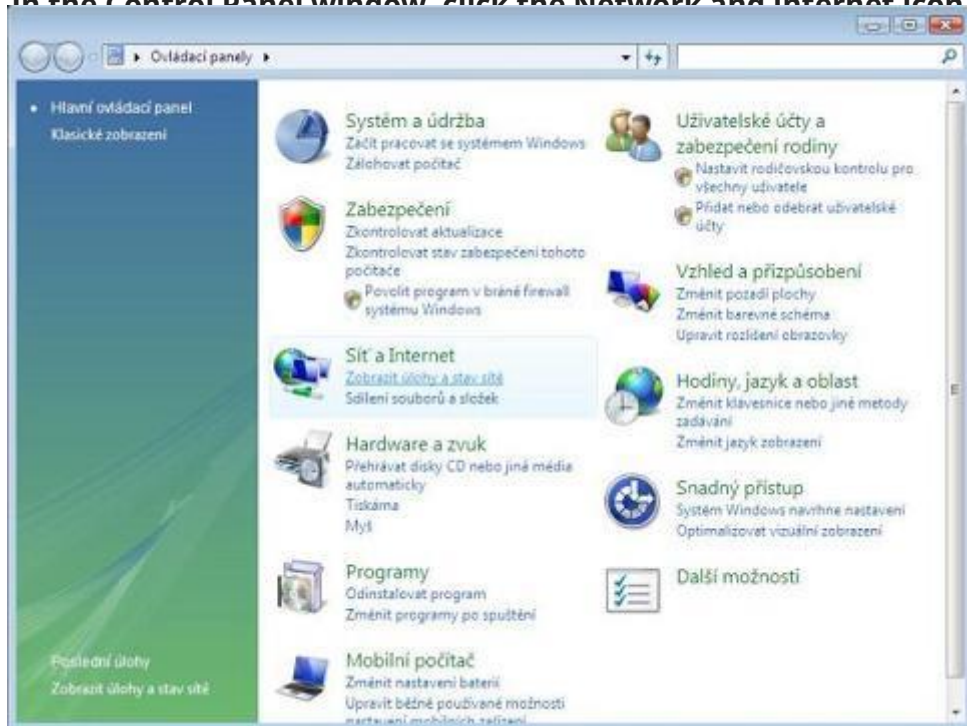 In the Control Panel window, click the Network and Internet icon
Ovládací panely
Hlavní ovládací panel
Klasické zobrazení
Poslední úlohy
Zobrazit úlohy a stav sítě
Systém a údržba
Začít pracovat se systémem Windows
Zálohovat počítač
Zabezpečení
Zkontrolovat aktualizace
Zkontrolovat stav zabezpečení tohoto
počítače
Povolit program v bráně firewall
systému Windows
Síť a Internet
Zobrazit úlohy a stav sítě
Sdílení souborů a složek
Hardware a zvuk
Přehrávat disky CD nebo jiná média
automaticky
Tiskárna
Myš
Programy
Odinstalovat program
Změnit programy po spuštění
Mobilní počítač
Změnit nastavení baterií
Upravit běžně používané možnosti
nastavení mobilních zařízení
Uživatelské účty a
zabezpečení rodiny
Nastavit rodičovskou kontrolu pro
všechny uživatele
Přidat nebo odebrat uživatelské
účty
Vzhled a přizpůsobení
Změnit pozadí plochy
Změnit barevné schéma
Upravit rozlišení obrazovky
Hodiny, jazyk a oblast
Změnit klávesnice nebo jiné metody
zadávání
Změnit jazyk zobrazení
Snadný přístup
Systém Windows navrhne nastavení
Optimalizovat vizuální zobrazení
Další možnosti